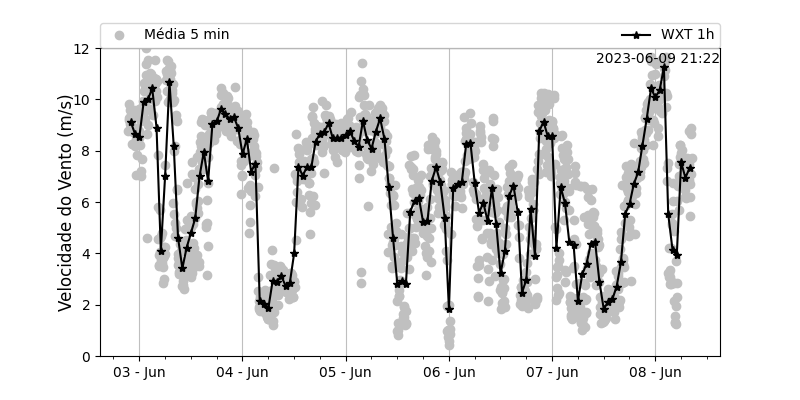 Média 5 min
WXT 1h
2023-06-09 21:22
Velocidade do Vento (m/s)
12
10
8
6
4
2
0
03 - Jun
04 - Jun
05 - Jun
06 - Jun
07 - Jun
08 - Jun